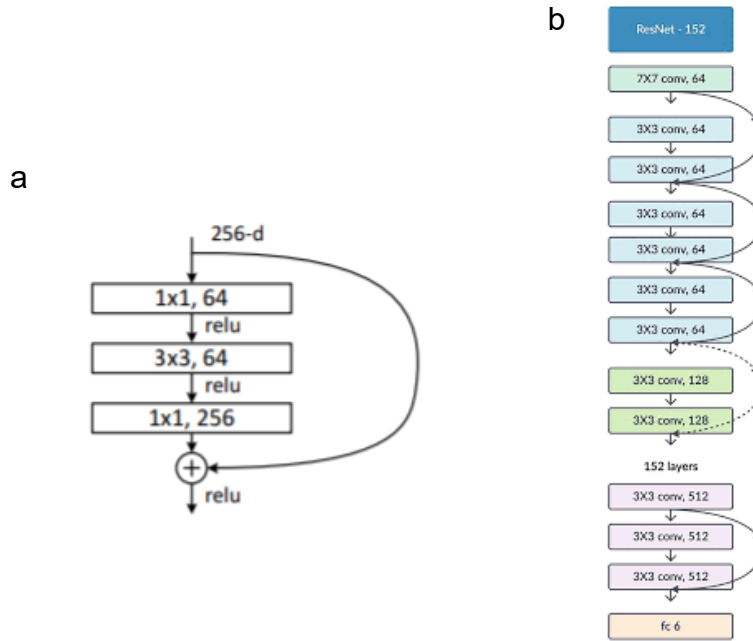 a
256-d
1x1, 64
relu
3x3, 64
relu
1x1, 256
+
relu
b
ResNet - 152
7X7 conv, 64
3X3 conv, 64
3X3 conv, 64
3X3 conv, 64
3X3 conv, 64
3X3 conv, 64
3X3 conv, 64
3X3 conv, 128
3X3 conv, 128
152 layers
3X3 conv, 512
3X3 conv, 512
3X3 conv, 512
fc 6